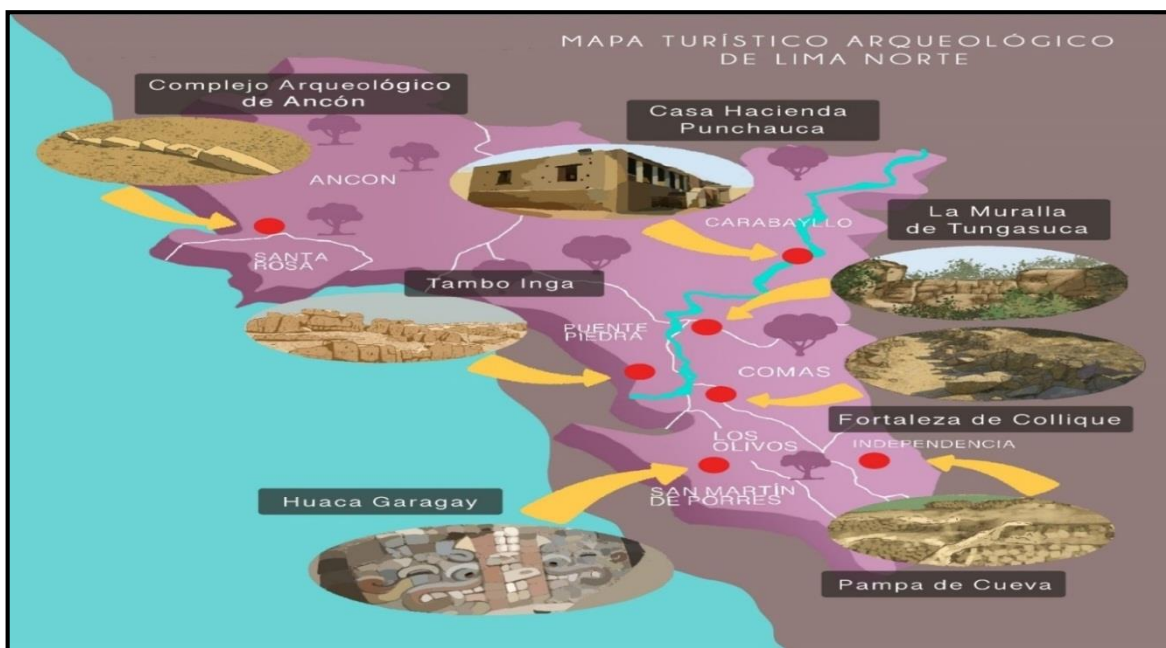 MAPA TURÍSTICO ARQUEOLÓGICO
DE LIMA NORTE
Complejo Arqueológico
de Ancón
Casa Hacienda
Punchauca
ANCON
CARABAYLLO
La Muralla
de Tungasuca
SANTA
ROSA
Tambo Inga
PUENTE
PIEDRA
COMAS
Fortaleza de Collique
LOS
OLIVOS
INDEPENDENCIA
Huaca Garagay
SAN MARTÍN
DE PORRES
Pampa de Cueva